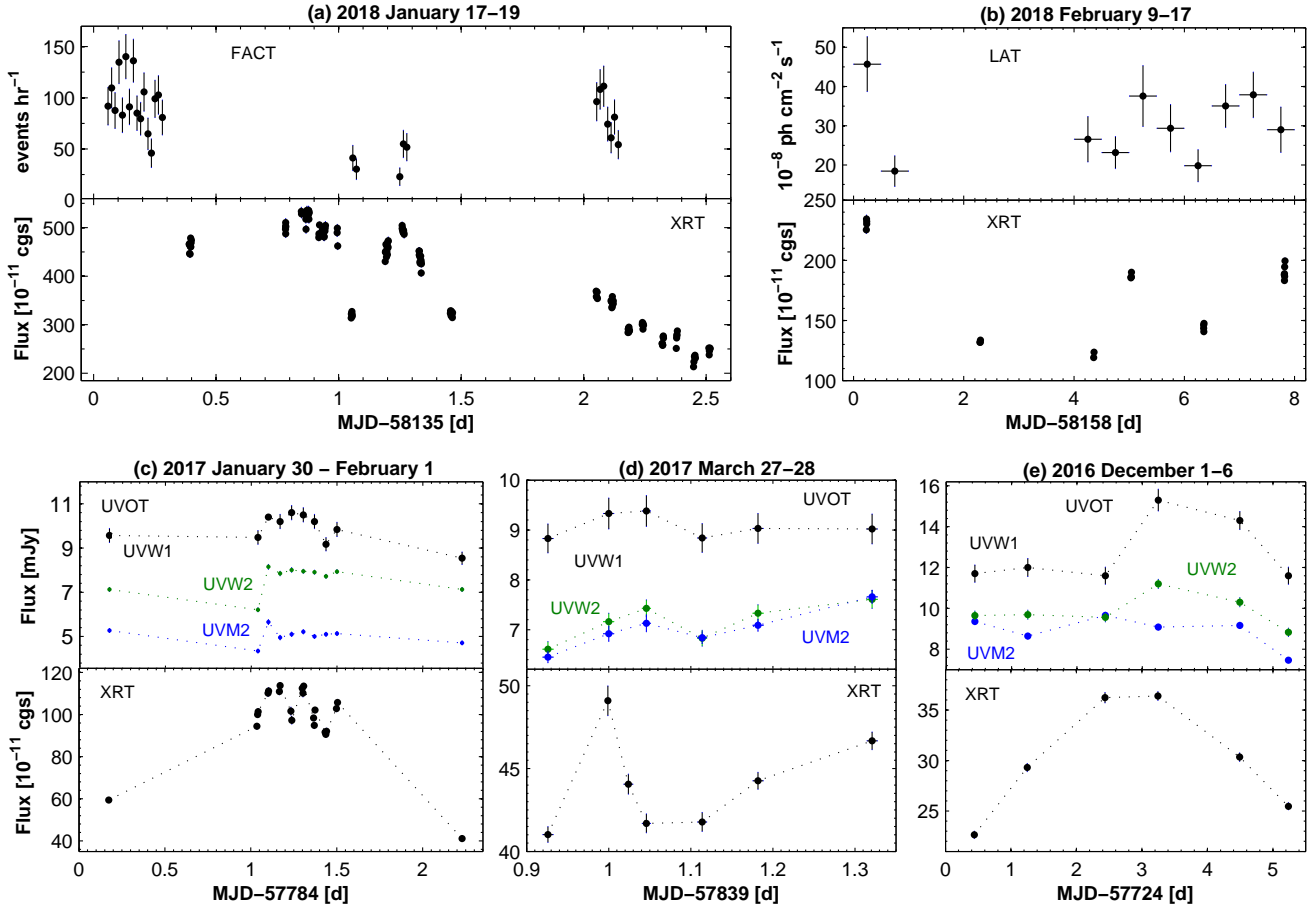 (a) 2018 January 17–19
FACT
events hr⁻¹
150
100
50
0
XRT
Flux [10⁻¹¹ cgs]
500
400
300
200
0 0.5 1 1.5 2 2.5
MJD–58135 [d]
(b) 2018 February 9–17
LAT
10⁻⁸ ph cm⁻² s⁻¹
50
40
30
20
XRT
Flux [10⁻¹¹ cgs]
250
200
150
100
0 2 4 6 8
MJD–58158 [d]
(c) 2017 January 30 – February 1
UVOT
UVW1
UVW2
UVM2
Flux [mJy]
11
9
7
5
XRT
Flux [10⁻¹¹ cgs]
120
100
80
60
40
0 0.5 1 1.5 2
MJD–57784 [d]
(d) 2017 March 27–28
UVOT
UVW1
UVW2
UVM2
10
9
8
7
XRT
50
45
40
0.9 1 1.1 1.2 1.3
MJD–57839 [d]
(e) 2016 December 1–6
UVOT
UVW1
UVW2
UVM2
16
14
12
10
8
XRT
35
30
25
0 1 2 3 4 5
MJD–57724 [d]